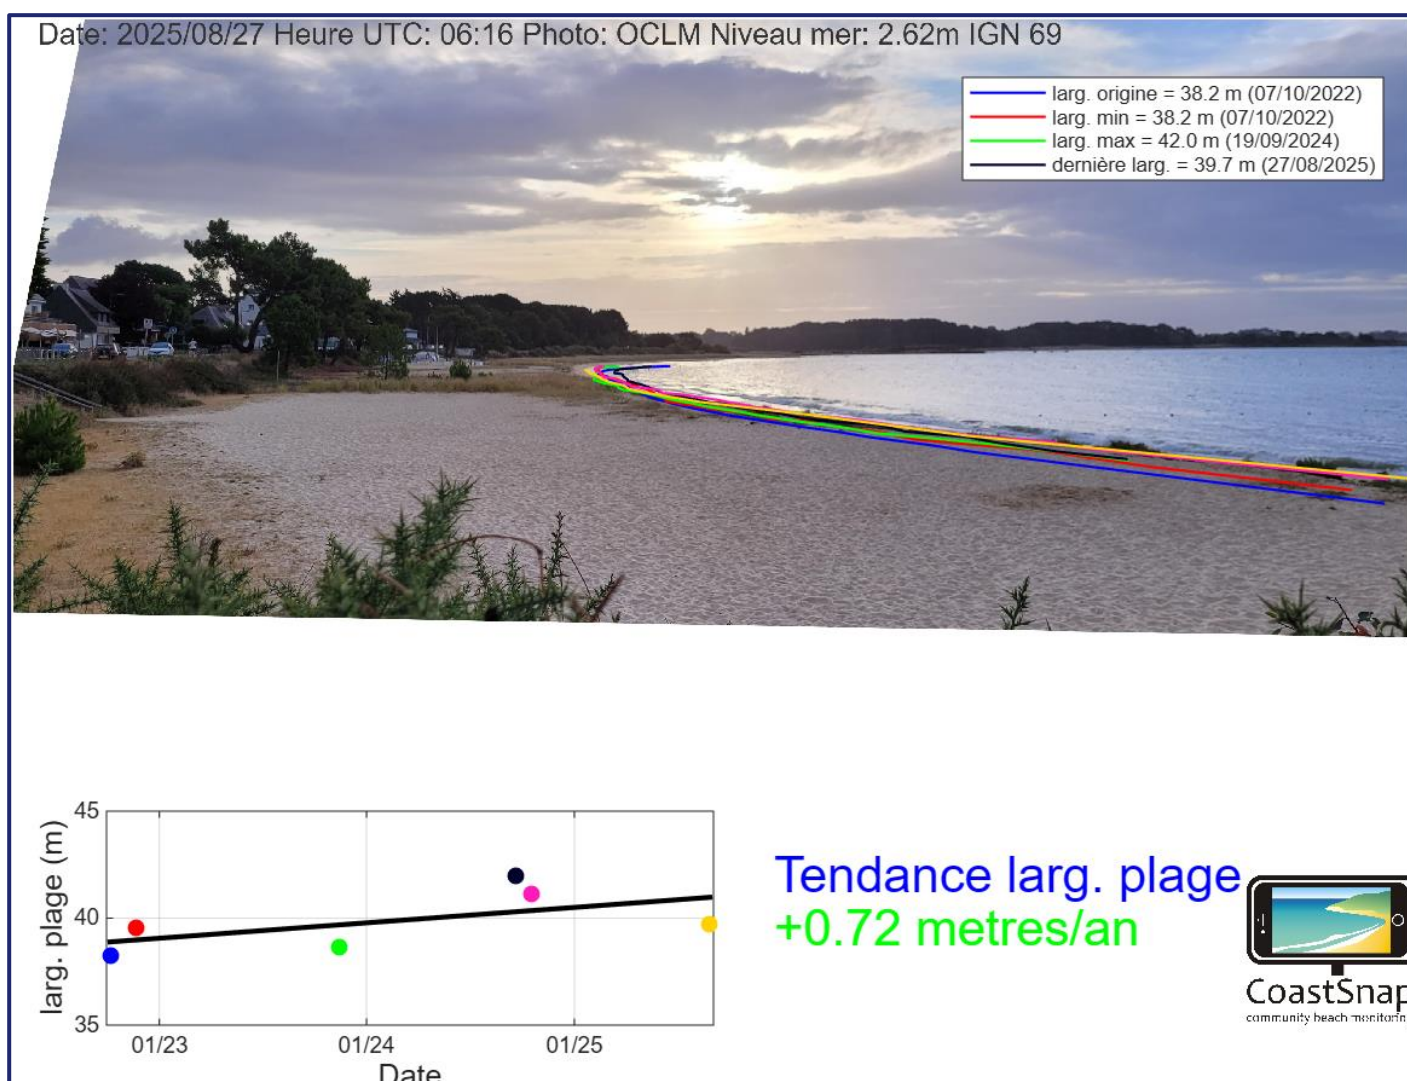 Date: 2025/08/27 Heure UTC: 06:16 Photo: OCLM Niveau mer: 2.62m IGN 69
larg. origine = 38.2 m (07/10/2022)
larg. min = 38.2 m (07/10/2022)
larg. max = 42.0 m (19/09/2024)
dernière larg. = 39.7 m (27/08/2025)
45
40
35
larg. plage (m)
01/23
01/24
01/25
Date
Tendance larg. plage
+0.72 metres/an
CoastSnap
community beach monitorin